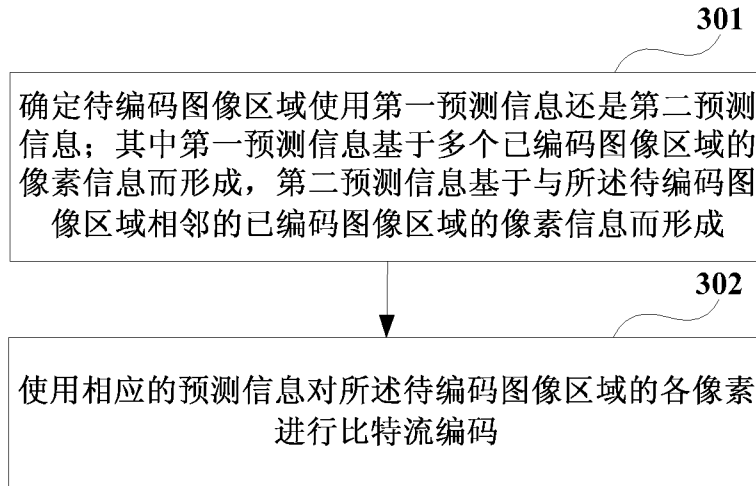 301
确定待编码图像区域使用第一预测信息还是第二预测
信息；其中第一预测信息基于多个已编码图像区域的
像素信息而形成，第二预测信息基于与所述待编码图
像区域相邻的已编码图像区域的像素信息而形成
302
使用相应的预测信息对所述待编码图像区域的各像素
进行比特流编码